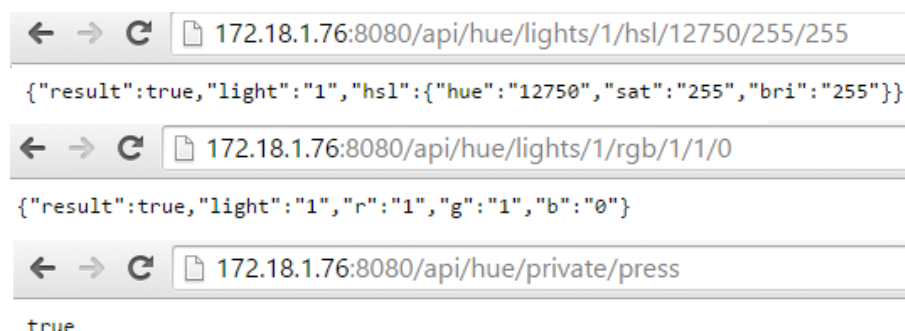 172.18.1.76:8080/api/hue/lights/1/hsl/12750/255/255
{"result":true,"light":"1","hsl":{"hue":"12750","sat":"255","bri":"255"}}
172.18.1.76:8080/api/hue/lights/1/rgb/1/1/0
{"result":true,"light":"1","r":"1","g":"1","b":"0"}
172.18.1.76:8080/api/hue/private/press
true